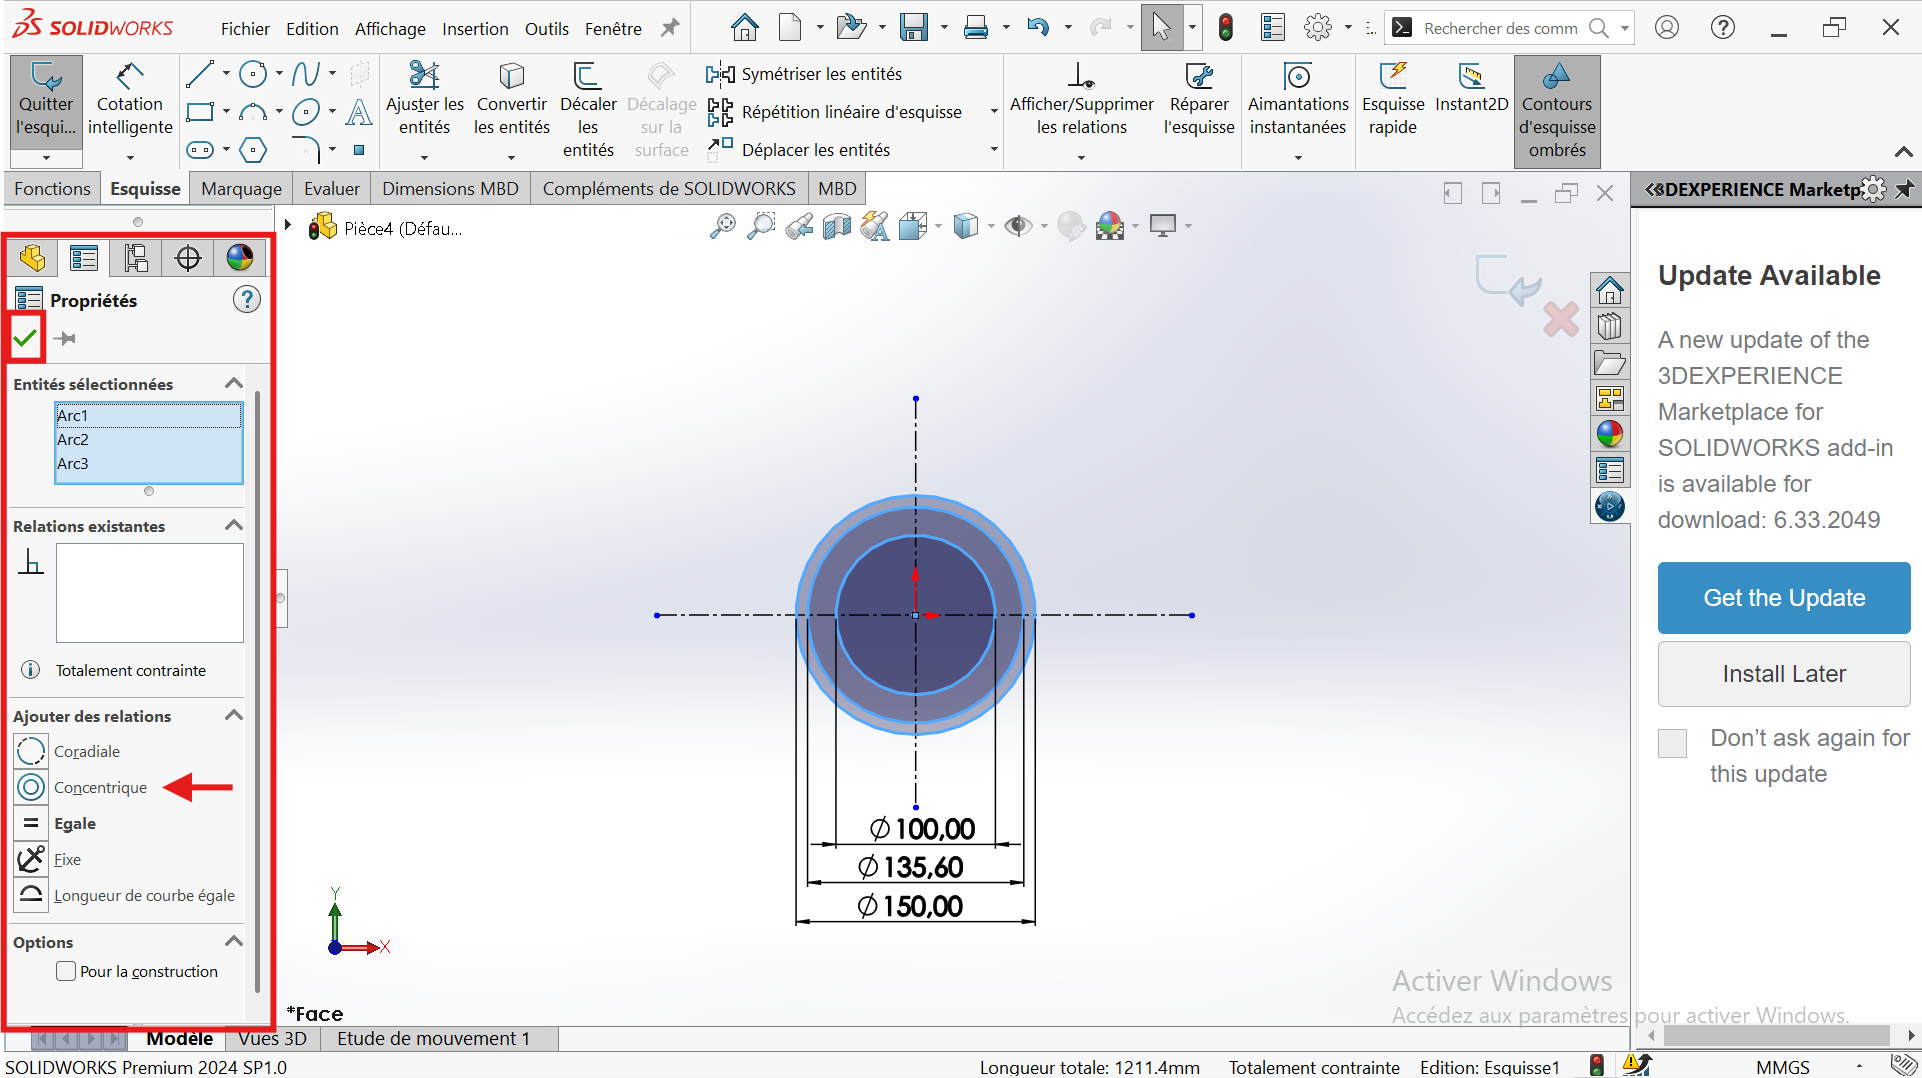 SOLIDWORKS
Fichier Edition Affichage Insertion Outils Fenêtre
Rechercher des comm
Quitter l'esqui...
Cotation intelligente
Ajuster les entités
Convertir les entités
Décaler les entités
Décalage sur la surface
Symétriser les entités
Répétition linéaire d'esquisse
Déplacer les entités
Afficher/Supprimer les relations
Réparer l'esquisse
Aimantations instantanées
Esquisse rapide
Instant2D
Contours d'esquisse ombrés
Fonctions Esquisse Marquage Evaluer Dimensions MBD Compléments de SOLIDWORKS MBD
DEXPERIENCE Marketp
Pièce4 (Défau...
Propriétés
Entités sélectionnées
Arc1
Arc2
Arc3
Relations existantes
Totalement contrainte
Ajouter des relations
Coradiale
Concentrique
Egale
Fixe
Longueur de courbe égale
Options
Pour la construction
∅100,00
∅135,60
∅150,00
Y
X
*Face
Update Available
A new update of the
3DEXPERIENCE
Marketplace for
SOLIDWORKS add-in
is available for
download: 6.33.2049
Get the Update
Install Later
Don't ask again for
this update
Activer Windows
Accédez aux paramètres pour activer Windows.
Modèle Vues 3D Etude de mouvement 1
SOLIDWORKS Premium 2024 SP1.0
Longueur totale: 1211.4mm Totalement contrainte Edition: Esquisse1 MMGS